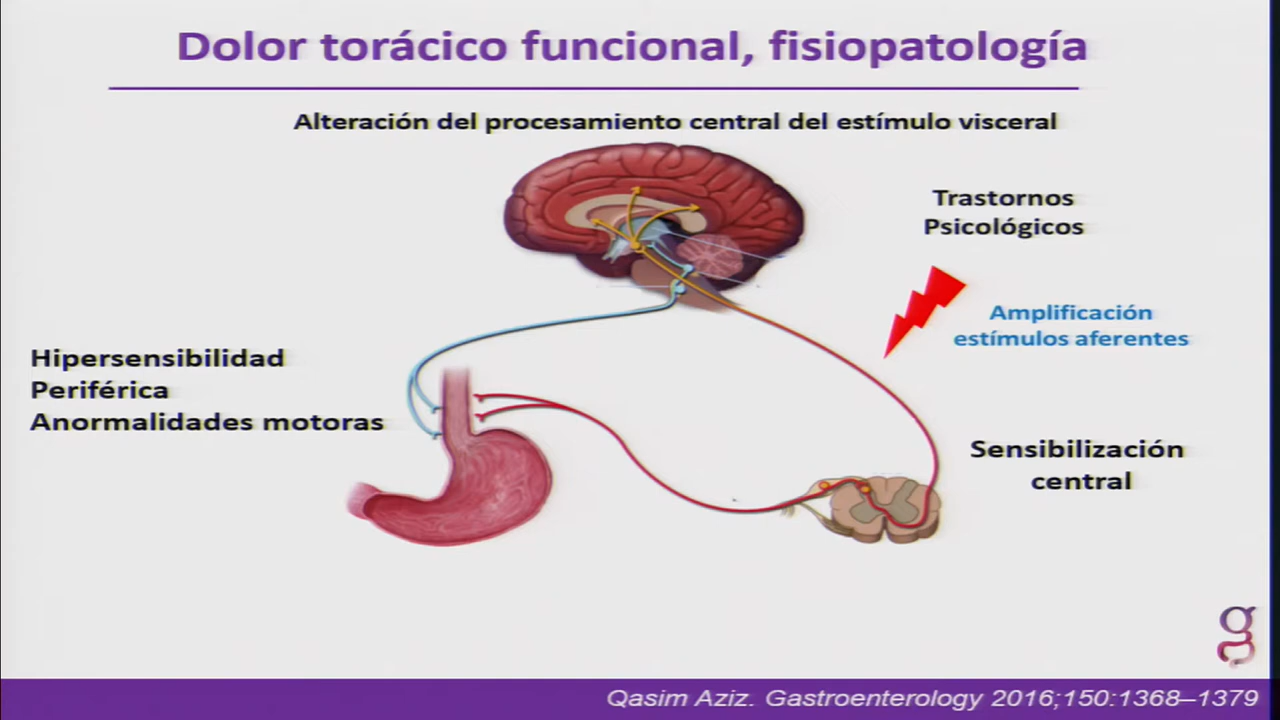 Dolor torácico funcional, fisiopatología
Alteración del procesamiento central del estímulo visceral
Trastornos
Psicológicos
Amplificación
estímulos aferentes
Hipersensibilidad
Periférica
Anormalidades motoras
Sensibilización
central
Qasim Aziz. Gastroenterology 2016;150:1368–1379